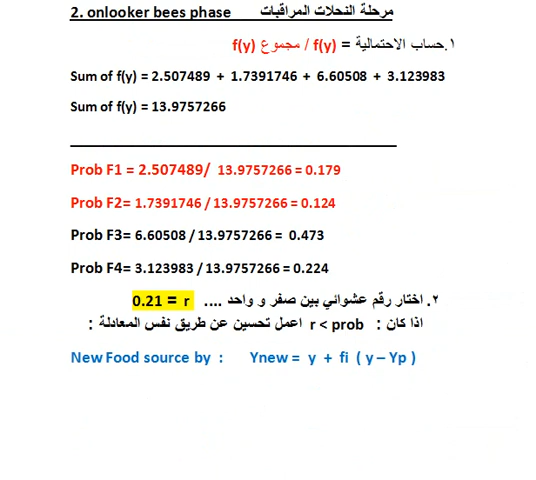 2. onlooker bees phase مرحلة النحلات المراقبات
١. حساب الاحتمالية = f(y) / مجموع f(y)
Sum of f(y) = 2.507489 + 1.7391746 + 6.60508 + 3.123983
Sum of f(y) = 13.9757266
Prob F1 = 2.507489/ 13.9757266 = 0.179
Prob F2= 1.7391746 / 13.9757266 = 0.124
Prob F3= 6.60508 / 13.9757266 = 0.473
Prob F4= 3.123983 / 13.9757266 = 0.224
٢. اختار رقم عشوائي بين صفر و واحد .... 0.21 = r
اذا كان : r < prob اعمل تحسين عن طريق نفس المعادلة :
New Food source by : Ynew = y + fi ( y – Yp )